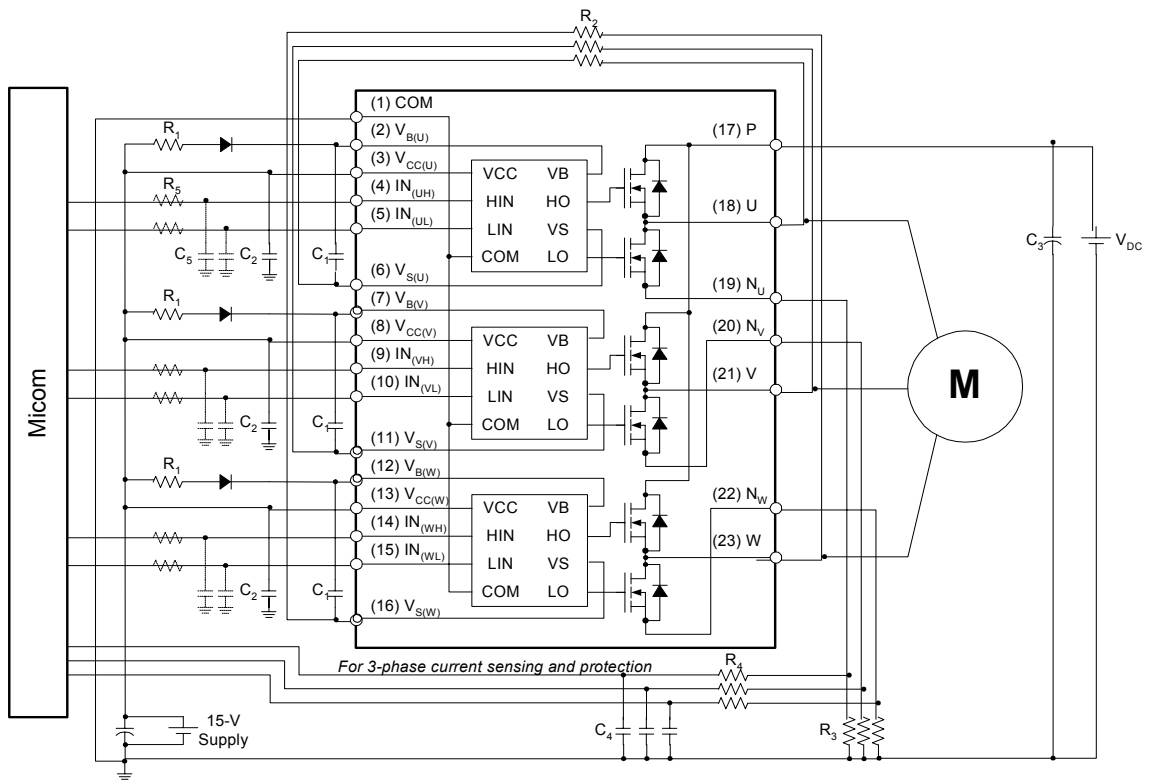 R2
Micom
(1) COM
(2) VB(U)
(3) VCC(U)
(4) IN(UH)
(5) IN(UL)
(6) VS(U)
(7) VB(V)
(8) VCC(V)
(9) IN(VH)
(10) IN(VL)
(11) VS(V)
(12) VB(W)
(13) VCC(W)
(14) IN(WH)
(15) IN(WL)
(16) VS(W)
R1
R5
C5
C2
C1
R1
C2
C1
R1
C2
C1
VCC VB
HIN HO
LIN VS
COM LO
VCC VB
HIN HO
LIN VS
COM LO
VCC VB
HIN HO
LIN VS
COM LO
(17) P
(18) U
(19) NU
(20) NV
(21) V
(22) NW
(23) W
C3
VDC
M
For 3-phase current sensing and protection
R4
15-V
Supply
C4
R3